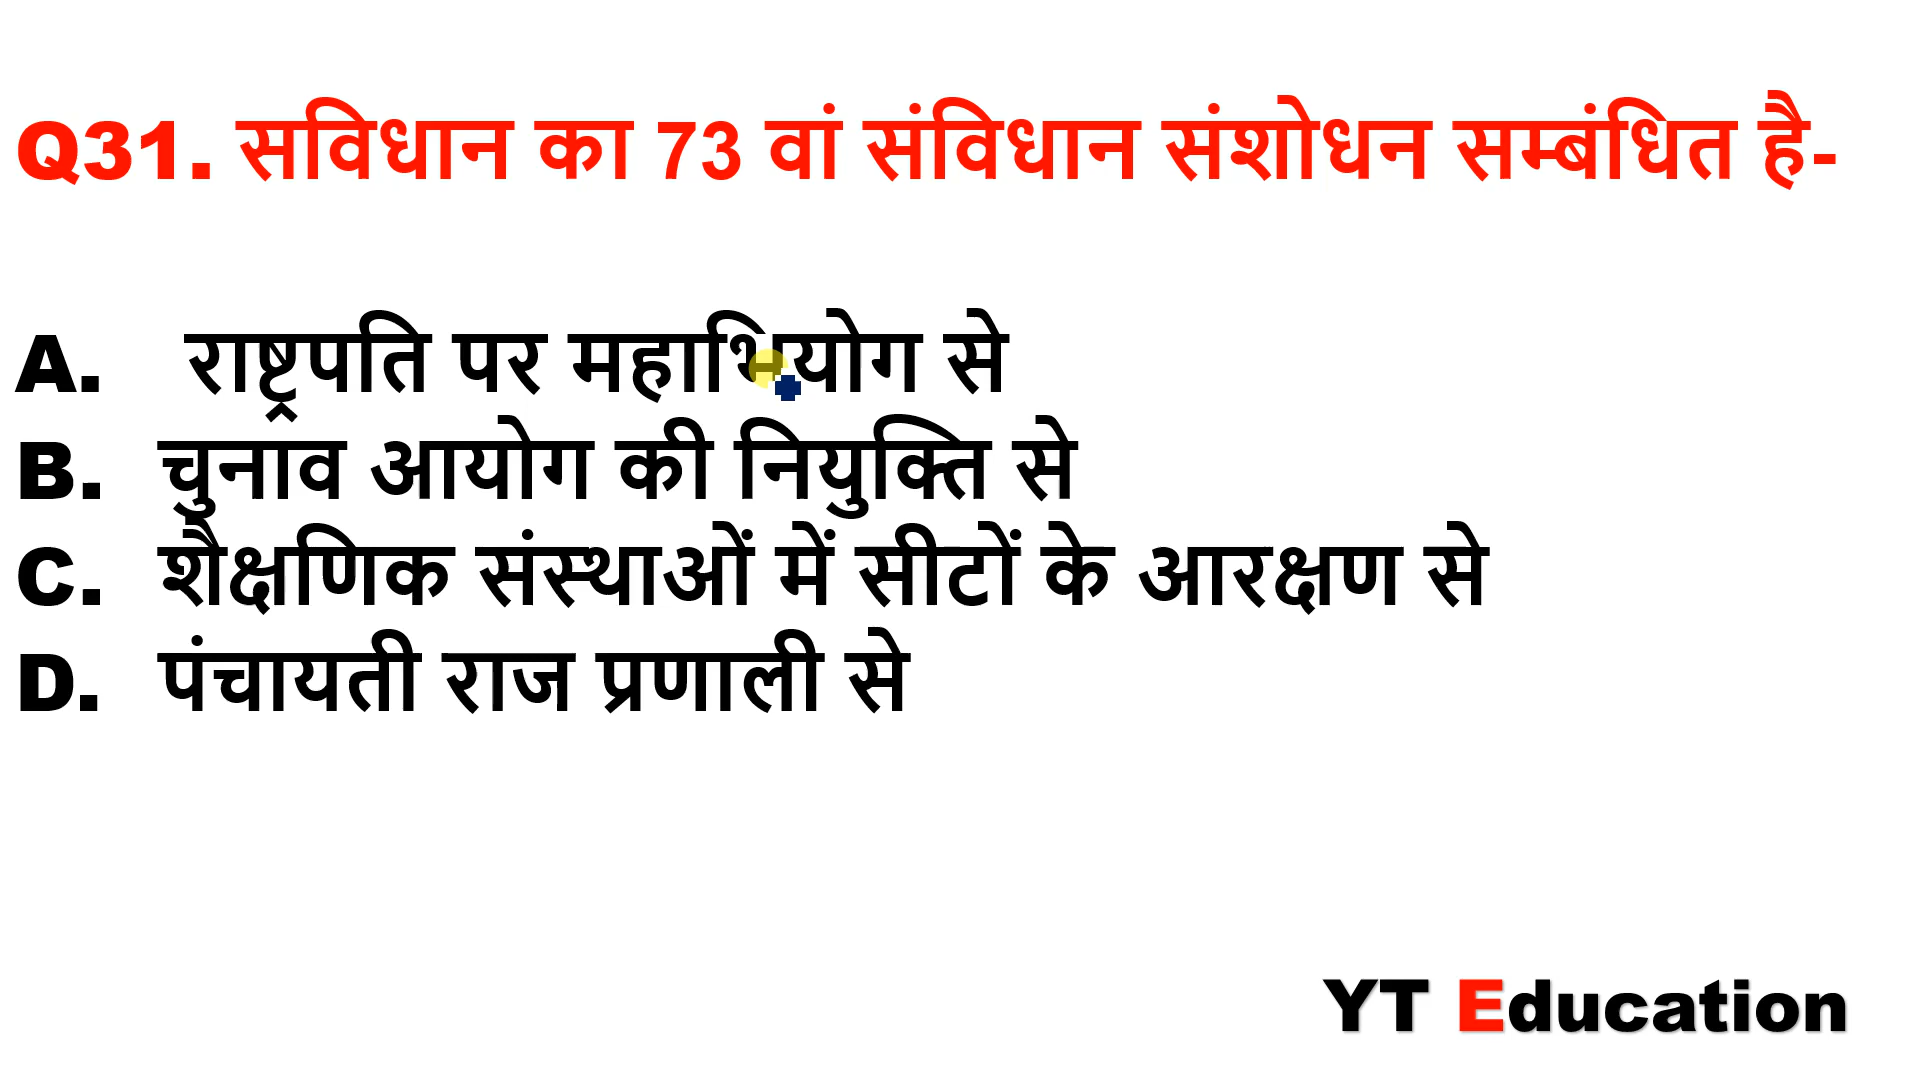 Q31. सविधान का 73 वां संविधान संशोधन सम्बंधित है-
A. राष्ट्रपति पर महाभियोग से
B. चुनाव आयोग की नियुक्ति से
C. शैक्षणिक संस्थाओं में सीटों के आरक्षण से
D. पंचायती राज प्रणाली से
YT Education